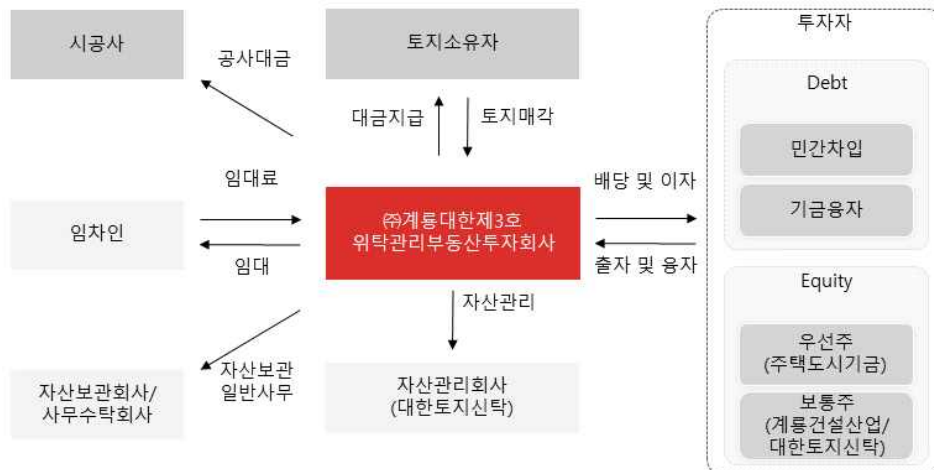 시공사
공사대금
토지소유자
대금지급
토지매각
임대료
임차인
임대
㈜계룡대한제3호
위탁관리부동산투자회사
배당 및 이자
출자 및 융자
자산관리
자산보관
일반사무
자산보관회사/
사무수탁회사
자산관리회사
(대한토지신탁)
투자자
Debt
민간차입
기금융자
Equity
우선주
(주택도시기금)
보통주
(계룡건설산업/
대한토지신탁)